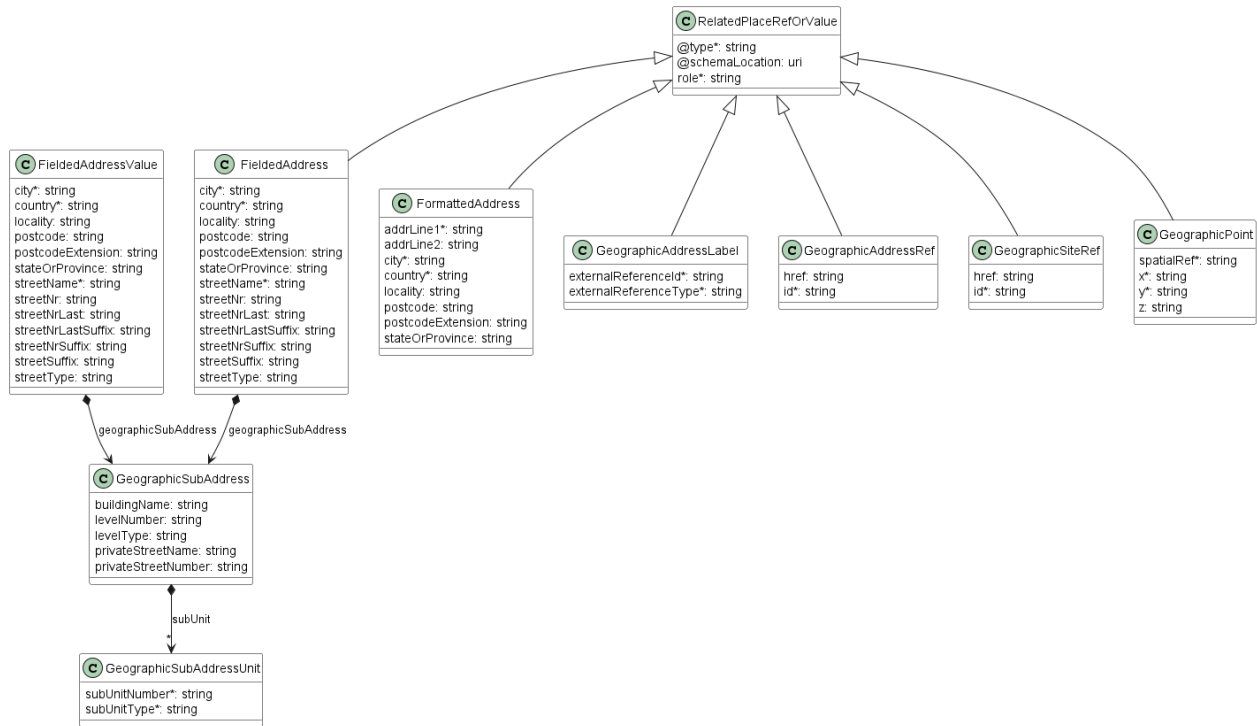 C RelatedPlaceRefOrValue
@type*: string
@schemaLocation: uri
role*: string
C FieldedAddressValue
city*: string
country*: string
locality: string
postcode: string
postcodeExtension: string
stateOrProvince: string
streetName*: string
streetNr: string
streetNrLast: string
streetNrLastSuffix: string
streetNrSuffix: string
streetSuffix: string
streetType: string
C FieldedAddress
city*: string
country*: string
locality: string
postcode: string
postcodeExtension: string
stateOrProvince: string
streetName*: string
streetNr: string
streetNrLast: string
streetNrLastSuffix: string
streetNrSuffix: string
streetSuffix: string
streetType: string
C FormattedAddress
addrLine1*: string
addrLine2: string
city*: string
country*: string
locality: string
postcode: string
postcodeExtension: string
stateOrProvince: string
C GeographicAddressLabel
externalReferenceId*: string
externalReferenceType*: string
C GeographicAddressRef
href: string
id*: string
C GeographicSiteRef
href: string
id*: string
C GeographicPoint
spatialRef*: string
x*: string
y*: string
z: string
geographicSubAddress
geographicSubAddress
C GeographicSubAddress
buildingName: string
levelNumber: string
levelType: string
privateStreetName: string
privateStreetNumber: string
subUnit
*
C GeographicSubAddressUnit
subUnitNumber*: string
subUnitType*: string